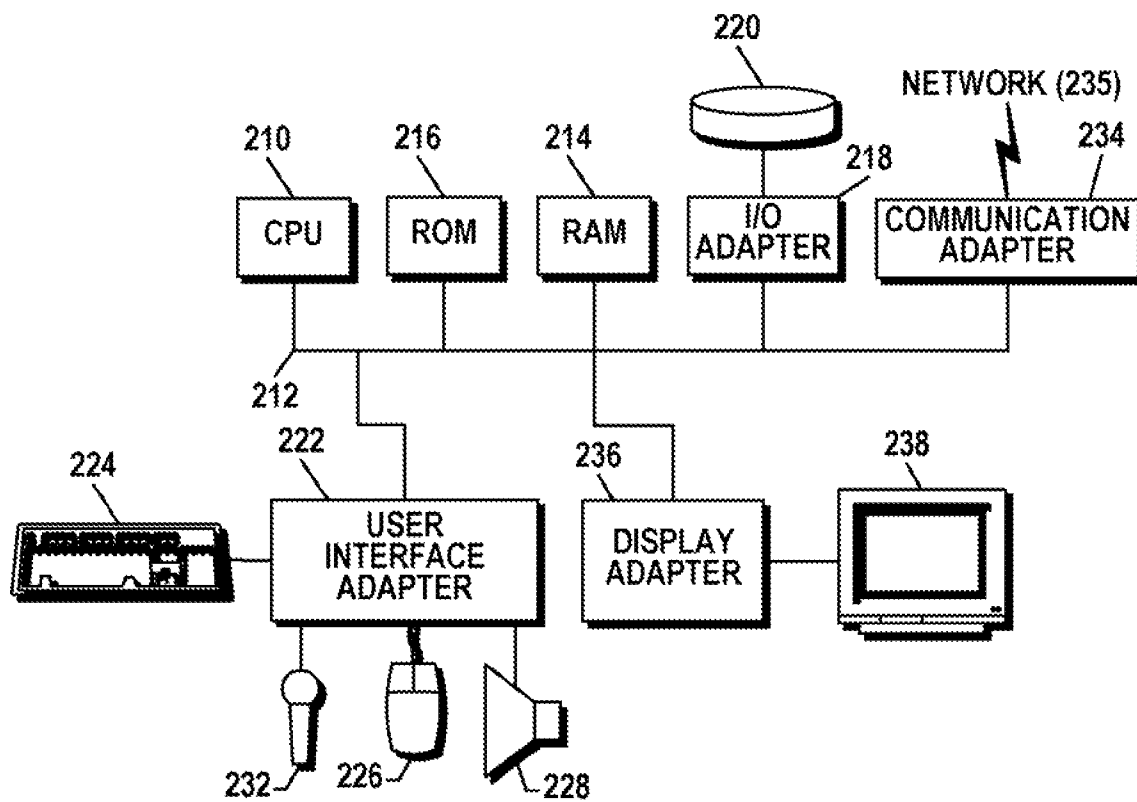 220
NETWORK (235)
210
216
214
218
234
CPU
ROM
RAM
I/O
ADAPTER
COMMUNICATION
ADAPTER
212
224
222
236
238
USER
INTERFACE
ADAPTER
DISPLAY
ADAPTER
232
226
228